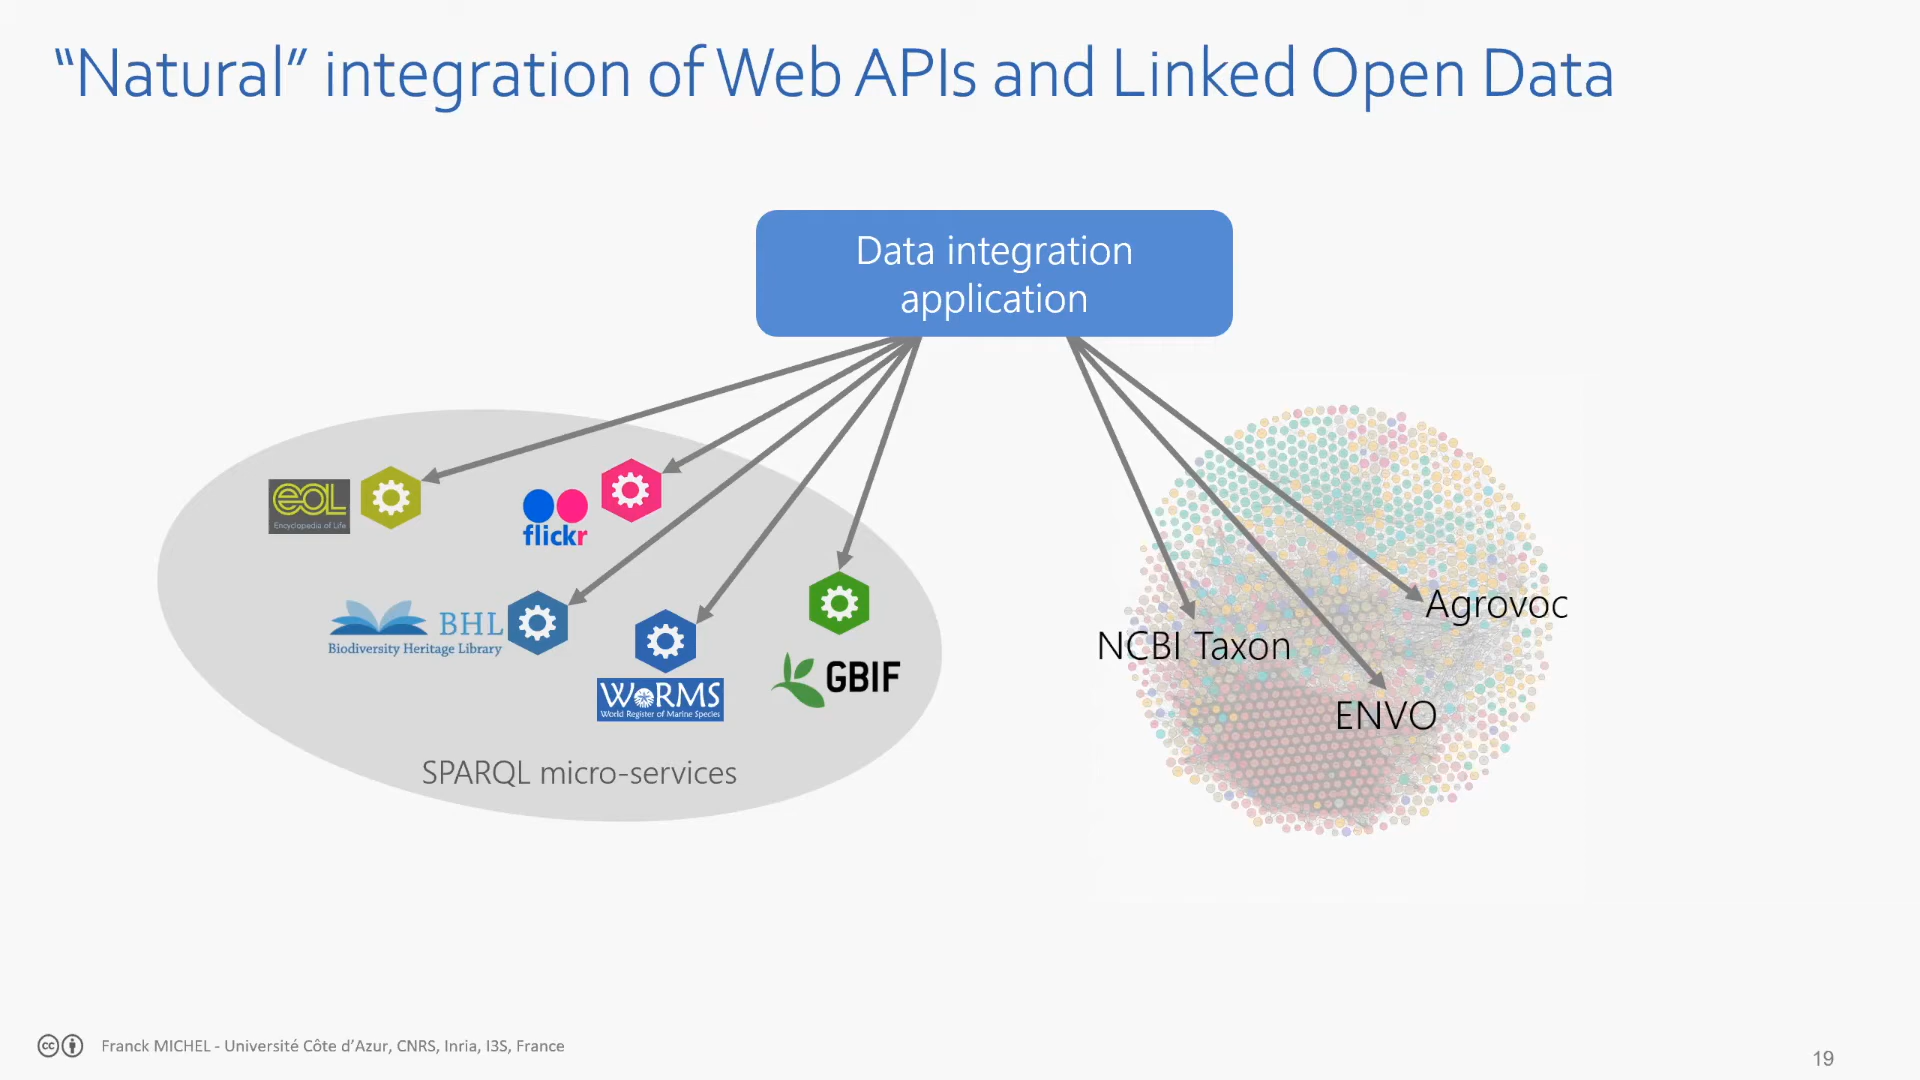 “Natural” integration of Web APIs and Linked Open Data
Data integration
application
eol
Encyclopedia of Life
flickr
BHL
Biodiversity Heritage Library
WoRMS
World Register of Marine Species
GBIF
SPARQL micro-services
Agrovoc
NCBI Taxon
ENVO
cc
Franck MICHEL - Université Côte d’Azur, CNRS, Inria, I3S, France
19